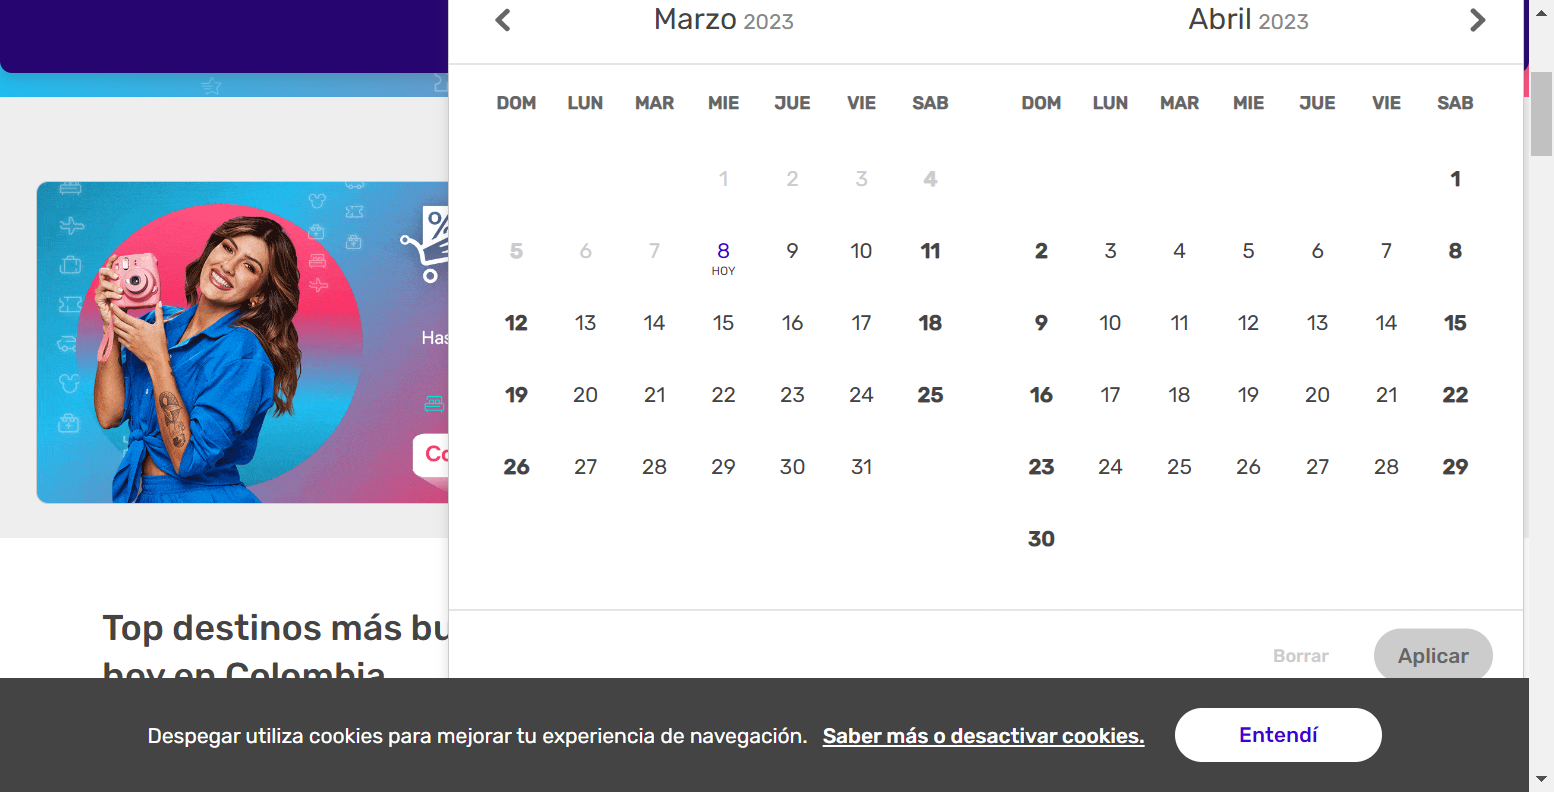 Marzo 2023
Abril 2023
DOM LUN MAR MIE JUE VIE SAB
1 2 3 4
5 6 7 8 9 10 11
HOY
12 13 14 15 16 17 18
19 20 21 22 23 24 25
26 27 28 29 30 31
DOM LUN MAR MIE JUE VIE SAB
1
2 3 4 5 6 7 8
9 10 11 12 13 14 15
16 17 18 19 20 21 22
23 24 25 26 27 28 29
30
Borrar
Aplicar
%
Has
Co
Top destinos más bu
hoy en Colombia
Despegar utiliza cookies para mejorar tu experiencia de navegación. Saber más o desactivar cookies.
Entendí